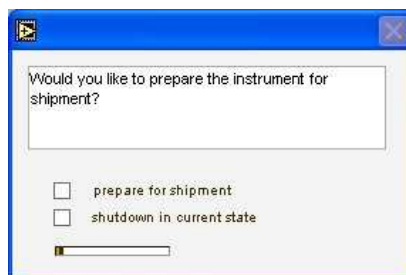 Would you like to prepare the instrument for
shipment?
prepare for shipment
shutdown in current state